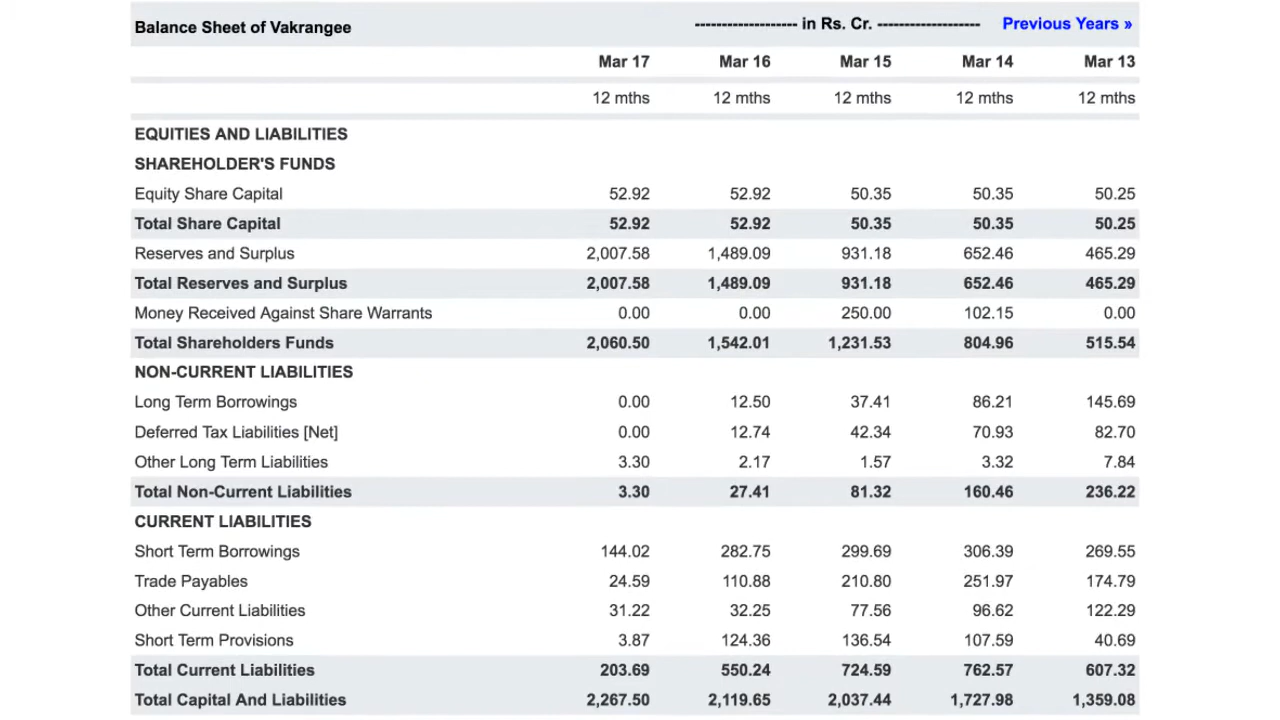 Balance Sheet of Vakrangee ------------------- in Rs. Cr. ------------------- Previous Years »
Mar 17 Mar 16 Mar 15 Mar 14 Mar 13
12 mths 12 mths 12 mths 12 mths 12 mths
EQUITIES AND LIABILITIES
SHAREHOLDER'S FUNDS
Equity Share Capital 52.92 52.92 50.35 50.35 50.25
Total Share Capital 52.92 52.92 50.35 50.35 50.25
Reserves and Surplus 2,007.58 1,489.09 931.18 652.46 465.29
Total Reserves and Surplus 2,007.58 1,489.09 931.18 652.46 465.29
Money Received Against Share Warrants 0.00 0.00 250.00 102.15 0.00
Total Shareholders Funds 2,060.50 1,542.01 1,231.53 804.96 515.54
NON-CURRENT LIABILITIES
Long Term Borrowings 0.00 12.50 37.41 86.21 145.69
Deferred Tax Liabilities [Net] 0.00 12.74 42.34 70.93 82.70
Other Long Term Liabilities 3.30 2.17 1.57 3.32 7.84
Total Non-Current Liabilities 3.30 27.41 81.32 160.46 236.22
CURRENT LIABILITIES
Short Term Borrowings 144.02 282.75 299.69 306.39 269.55
Trade Payables 24.59 110.88 210.80 251.97 174.79
Other Current Liabilities 31.22 32.25 77.56 96.62 122.29
Short Term Provisions 3.87 124.36 136.54 107.59 40.69
Total Current Liabilities 203.69 550.24 724.59 762.57 607.32
Total Capital And Liabilities 2,267.50 2,119.65 2,037.44 1,727.98 1,359.08